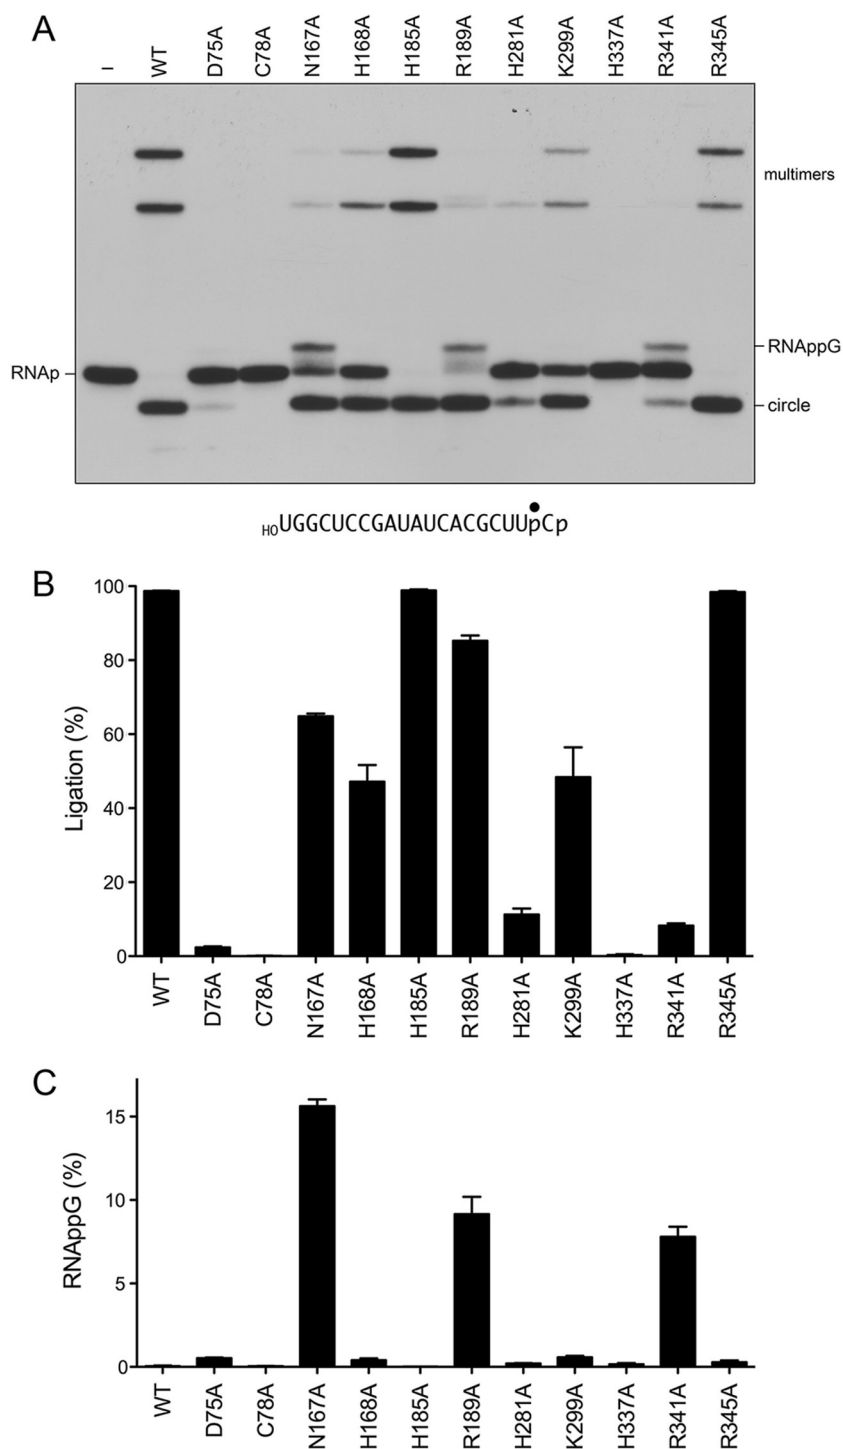 A
– WT D75A C78A N167A H168A H185A R189A H281A K299A H337A R341A R345A
multimers
RNAppG
RNAp
circle
HOUGGCUCCGAUAUCACGCUUpCp
B
Ligation (%)
100
80
60
40
20
0
WT D75A C78A N167A H168A H185A R189A H281A K299A H337A R341A R345A
C
RNAppG (%)
15
10
5
0
WT D75A C78A N167A H168A H185A R189A H281A K299A H337A R341A R345A